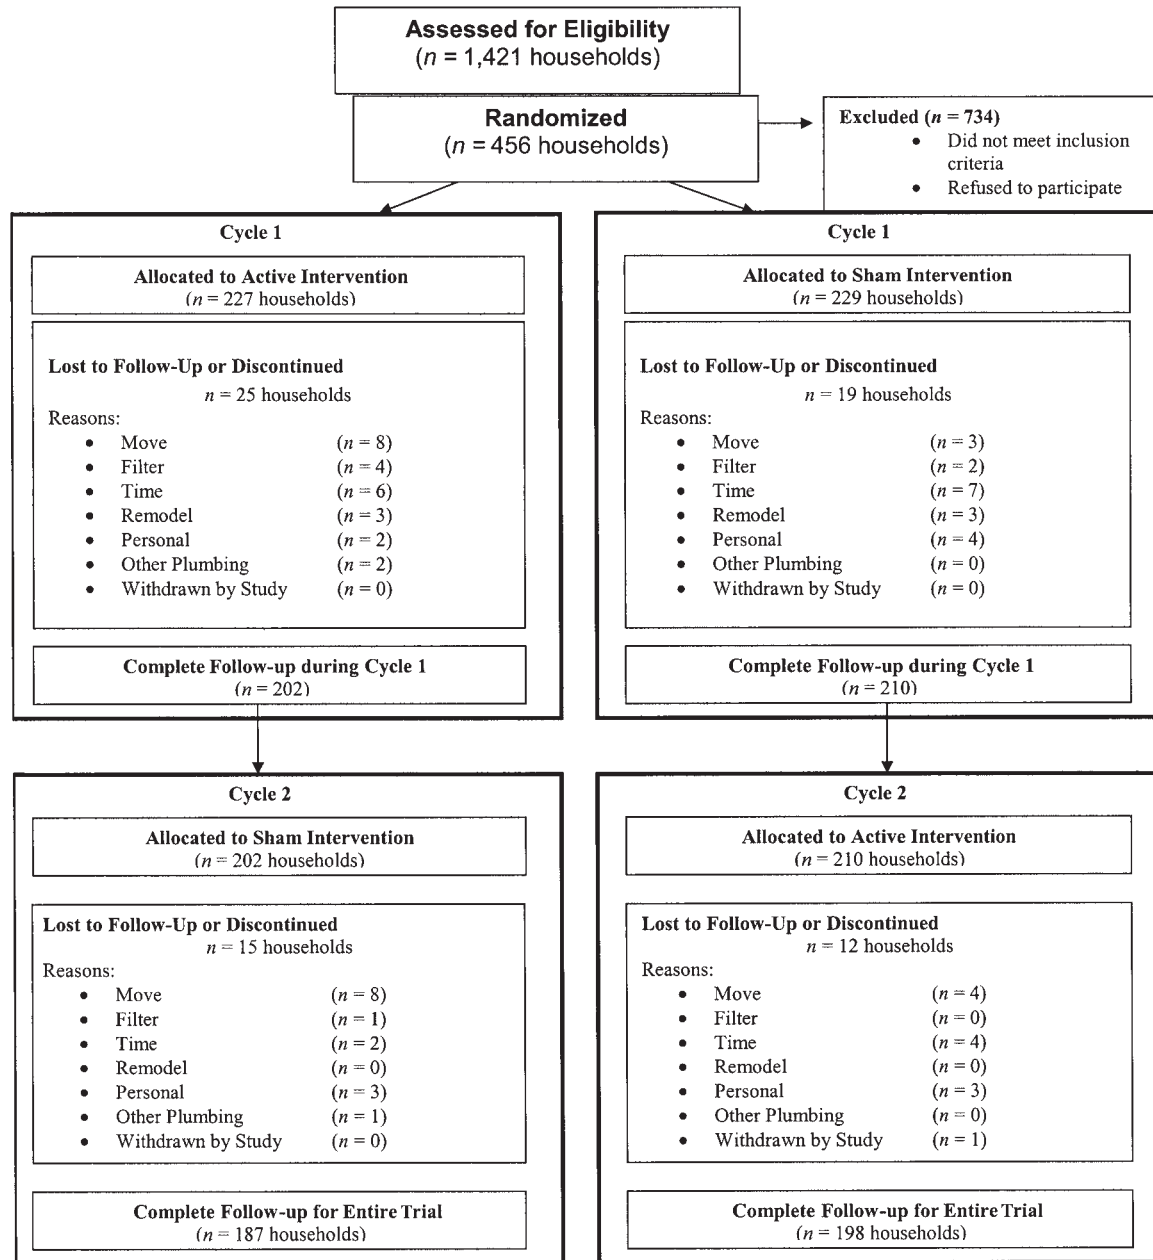 Assessed for Eligibility
(n = 1,421 households)
Randomized
(n = 456 households)
Excluded (n = 734)
• Did not meet inclusion
criteria
• Refused to participate
Cycle 1
Allocated to Active Intervention
(n = 227 households)
Lost to Follow-Up or Discontinued
n = 25 households
Reasons:
• Move (n = 8)
• Filter (n = 4)
• Time (n = 6)
• Remodel (n = 3)
• Personal (n = 2)
• Other Plumbing (n = 2)
• Withdrawn by Study (n = 0)
Complete Follow-up during Cycle 1
(n = 202)
Cycle 1
Allocated to Sham Intervention
(n = 229 households)
Lost to Follow-Up or Discontinued
n = 19 households
Reasons:
• Move (n = 3)
• Filter (n = 2)
• Time (n = 7)
• Remodel (n = 3)
• Personal (n = 4)
• Other Plumbing (n = 0)
• Withdrawn by Study (n = 0)
Complete Follow-up during Cycle 1
(n = 210)
Cycle 2
Allocated to Sham Intervention
(n = 202 households)
Lost to Follow-Up or Discontinued
n = 15 households
Reasons:
• Move (n = 8)
• Filter (n = 1)
• Time (n = 2)
• Remodel (n = 0)
• Personal (n = 3)
• Other Plumbing (n = 1)
• Withdrawn by Study (n = 0)
Complete Follow-up for Entire Trial
(n = 187 households)
Cycle 2
Allocated to Active Intervention
(n = 210 households)
Lost to Follow-Up or Discontinued
n = 12 households
Reasons:
• Move (n = 4)
• Filter (n = 0)
• Time (n = 4)
• Remodel (n = 0)
• Personal (n = 3)
• Other Plumbing (n = 0)
• Withdrawn by Study (n = 1)
Complete Follow-up for Entire Trial
(n = 198 households)